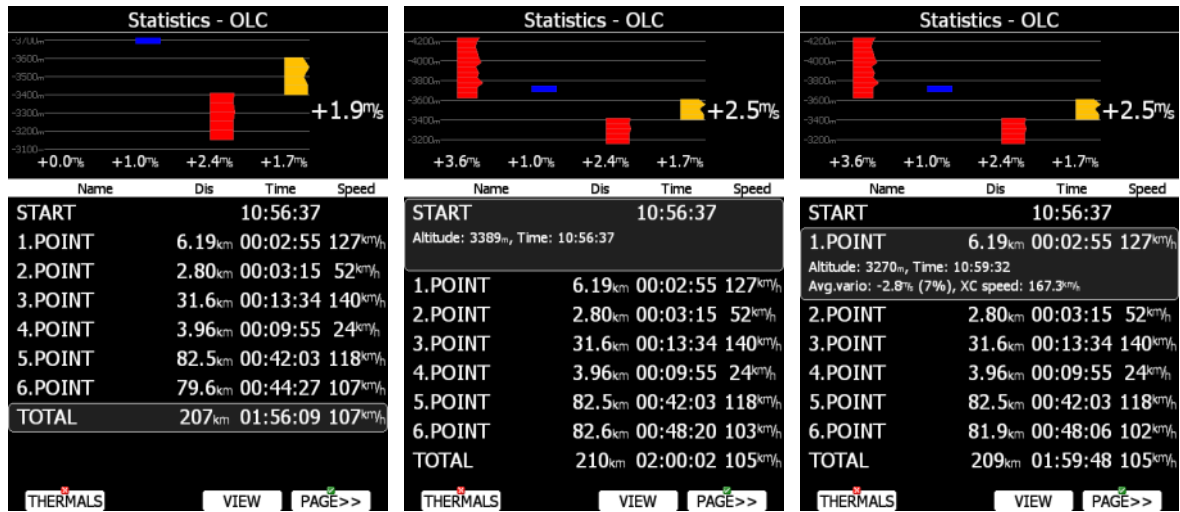 Statistics - OLC
-3700m
-3600m
-3500m
-3400m
-3300m
-3200m
-3100m
+1.9m/s
+0.0m/s +1.0m/s +2.4m/s +1.7m/s
Name Dis Time Speed
START 10:56:37
1.POINT 6.19km 00:02:55 127km/h
2.POINT 2.80km 00:03:15 52km/h
3.POINT 31.6km 00:13:34 140km/h
4.POINT 3.96km 00:09:55 24km/h
5.POINT 82.5km 00:42:03 118km/h
6.POINT 79.6km 00:44:27 107km/h
TOTAL 207km 01:56:09 107km/h
THERMALS VIEW PAGE>>
Statistics - OLC
-4200m
-4000m
-3800m
-3600m
-3400m
-3200m
+2.5m/s
+3.6m/s +1.0m/s +2.4m/s +1.7m/s
Name Dis Time Speed
START 10:56:37
Altitude: 3389m, Time: 10:56:37
1.POINT 6.19km 00:02:55 127km/h
2.POINT 2.80km 00:03:15 52km/h
3.POINT 31.6km 00:13:34 140km/h
4.POINT 3.96km 00:09:55 24km/h
5.POINT 82.5km 00:42:03 118km/h
6.POINT 82.6km 00:48:20 103km/h
TOTAL 210km 02:00:02 105km/h
THERMALS VIEW PAGE>>
Statistics - OLC
-4200m
-4000m
-3800m
-3600m
-3400m
-3200m
+2.5m/s
+3.6m/s +1.0m/s +2.4m/s +1.7m/s
Name Dis Time Speed
START 10:56:37
1.POINT 6.19km 00:02:55 127km/h
Altitude: 3270m, Time: 10:59:32
Avg.vario: -2.8m/s (7%), XC speed: 167.3km/h
2.POINT 2.80km 00:03:15 52km/h
3.POINT 31.6km 00:13:34 140km/h
4.POINT 3.96km 00:09:55 24km/h
5.POINT 82.5km 00:42:03 118km/h
6.POINT 81.9km 00:48:06 102km/h
TOTAL 209km 01:59:48 105km/h
THERMALS VIEW PAGE>>